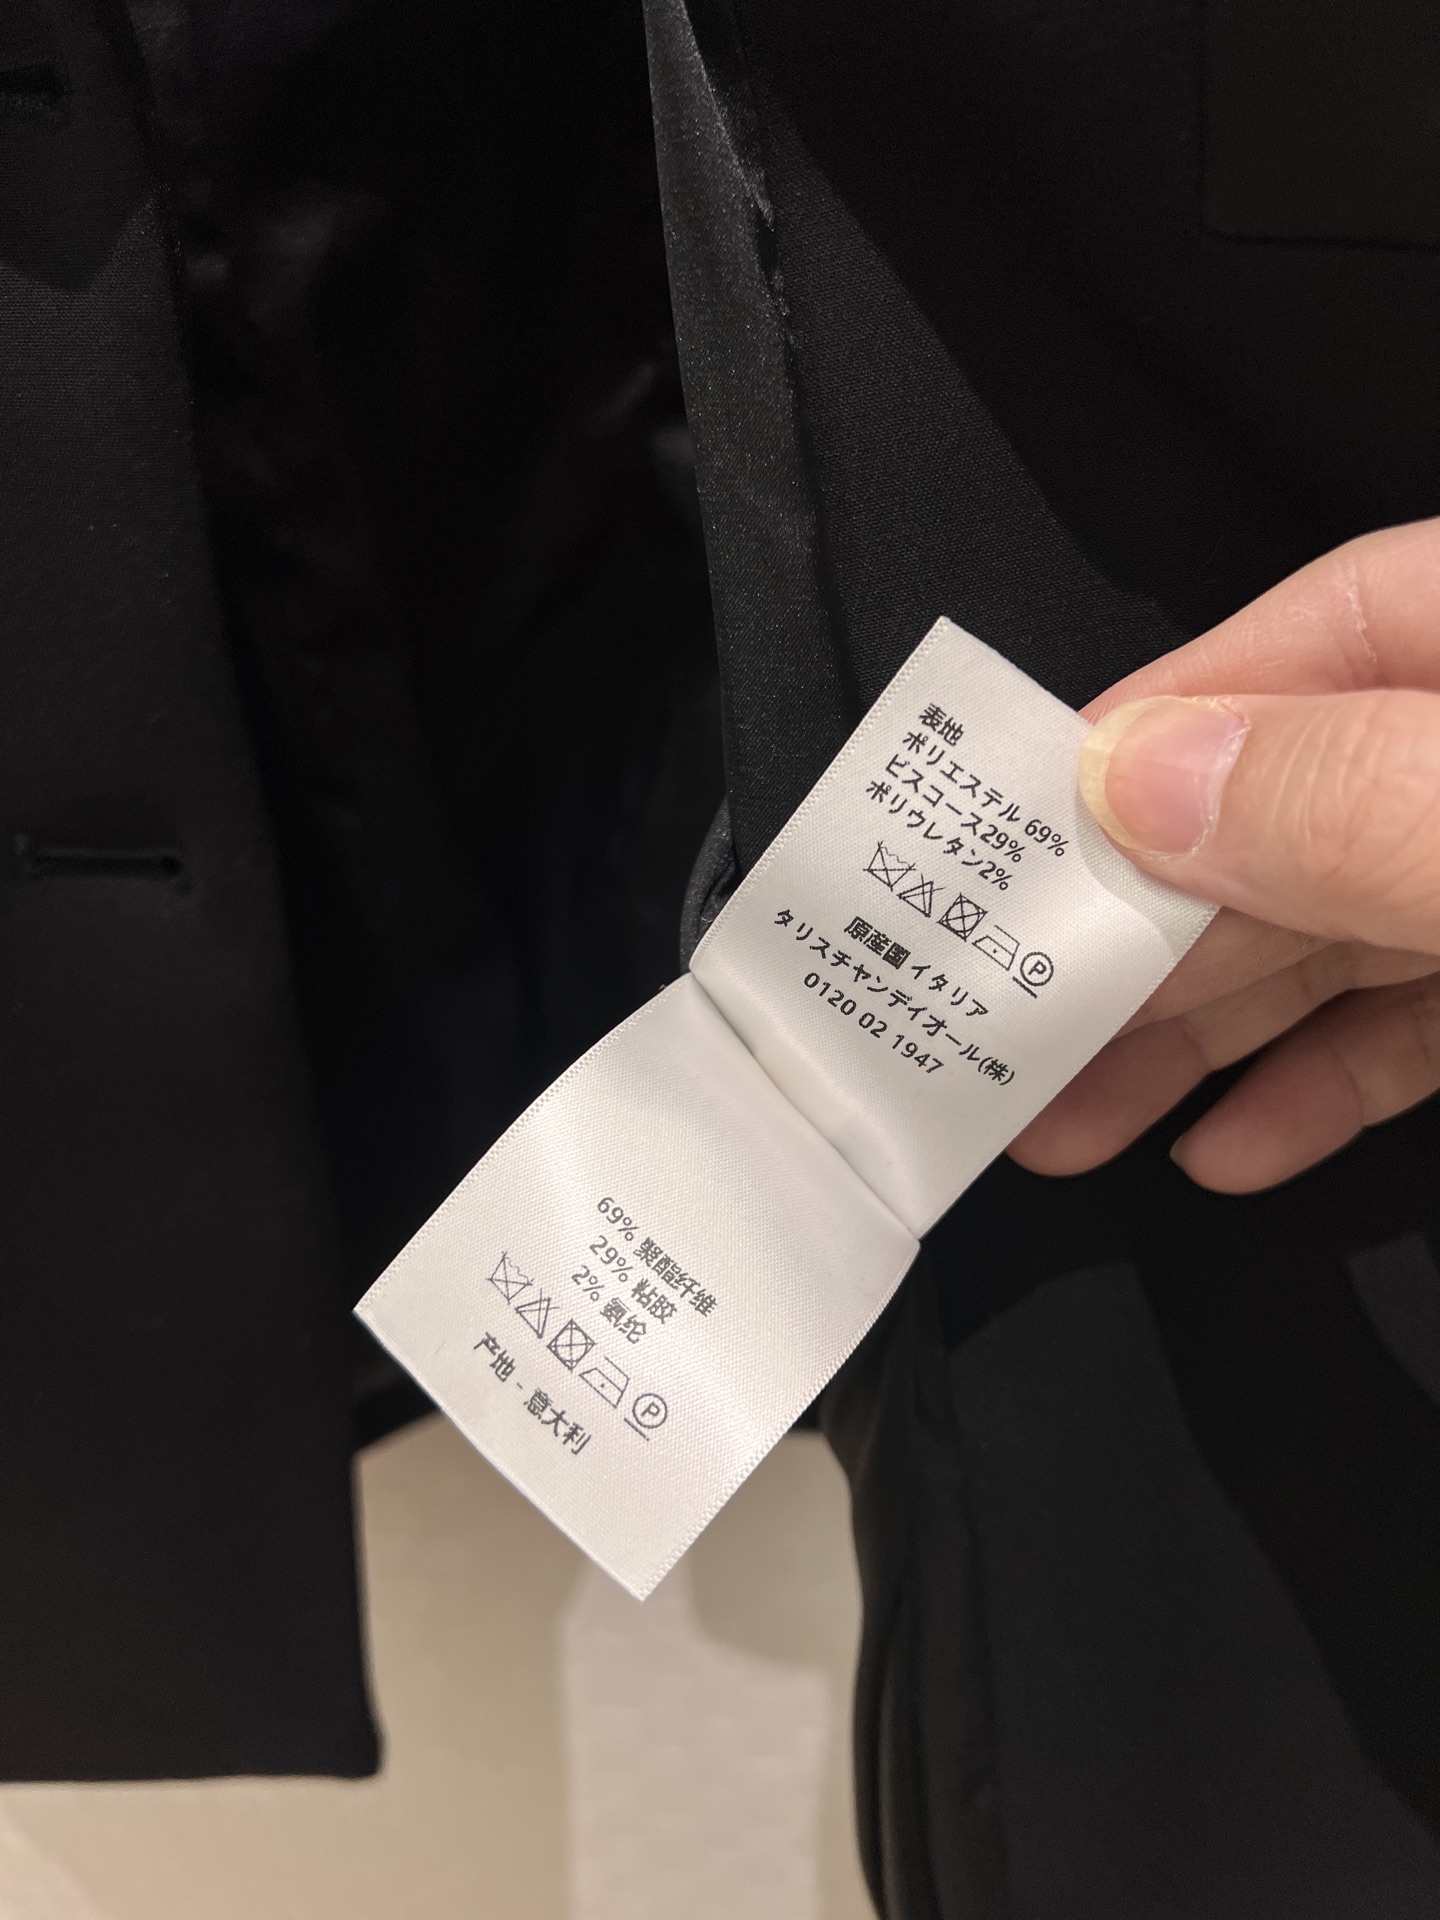 表地
ポリエステル 69%
ビスコース29%
ポリウレタン2%
P
原産国 イタリア
タリスチャンディオール(株)
0120 02 1947
69% 聚酯纤维
29% 粘胶
2% 氨纶
P
产地 - 意大利